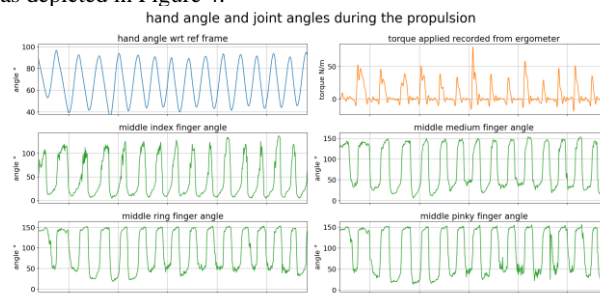 as depicted in Figure 4.
hand angle and joint angles during the propulsion
hand angle wrt ref frame
torque applied recorded from ergometer
angle °
100
80
60
40
torque N/m
50
0
middle index finger angle
middle medium finger angle
angle °
100
50
0
angle °
150
100
50
0
middle ring finger angle
middle pinky finger angle
angle °
150
100
50
0
angle °
150
100
50
0